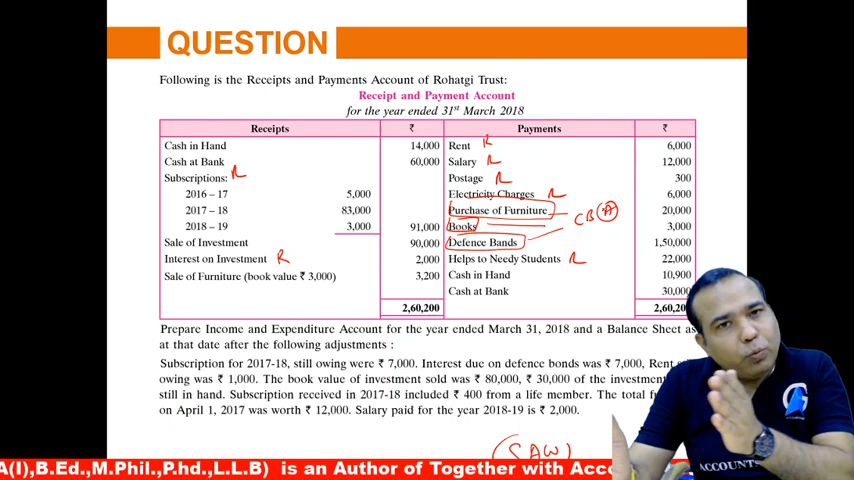 QUESTION
Following is the Receipts and Payments Account of Rohatgi Trust:
Receipt and Payment Account
for the year ended 31st March 2018
Receipts ₹ Payments ₹
Cash in Hand 14,000 Rent R 6,000
Cash at Bank 60,000 Salary R 12,000
Subscriptions: R Postage R 300
2016 – 17 5,000 Electricity Charges R 6,000
2017 – 18 83,000 Purchase of Furniture CB (A) 20,000
2018 – 19 3,000 91,000 Books 3,000
Sale of Investment 90,000 Defence Bands 1,50,000
Interest on Investment R 2,000 Helps to Needy Students R 22,000
Sale of Furniture (book value ₹ 3,000) 3,200 Cash in Hand 10,900
Cash at Bank 30,000
2,60,200 2,60,200
Prepare Income and Expenditure Account for the year ended March 31, 2018 and a Balance Sheet as
at that date after the following adjustments :
Subscription for 2017-18, still owing were ₹ 7,000. Interest due on defence bonds was ₹ 7,000, Rent
owing was ₹ 1,000. The book value of investment sold was ₹ 80,000, ₹ 30,000 of the investment
still in hand. Subscription received in 2017-18 included ₹ 400 from a life member. The total
on April 1, 2017 was worth ₹ 12,000. Salary paid for the year 2018-19 is ₹ 2,000.
A(I),B.Ed.,M.Phil.,P.hd.,L.L.B) is an Author of Together with Acco
ACCOUNTS